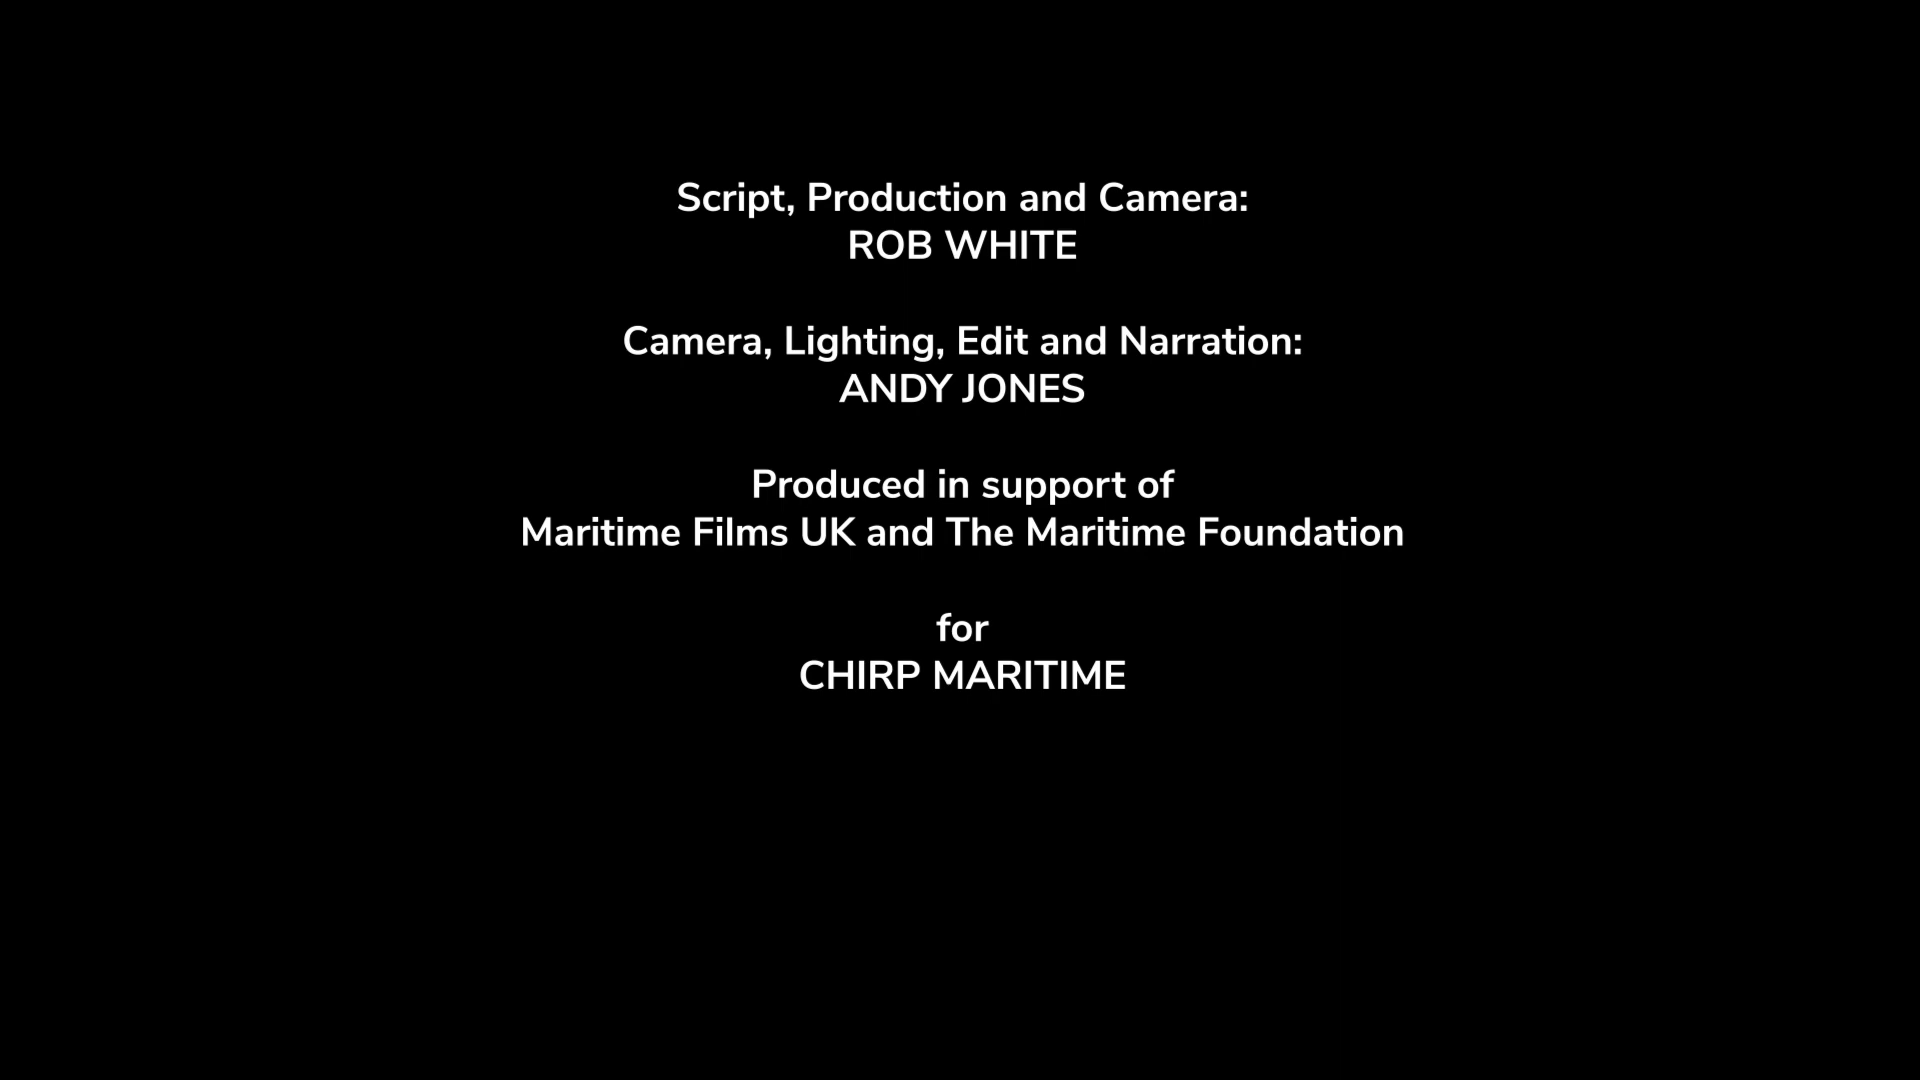 Script, Production and Camera:
ROB WHITE
Camera, Lighting, Edit and Narration:
ANDY JONES
Produced in support of
Maritime Films UK and The Maritime Foundation
for
CHIRP MARITIME